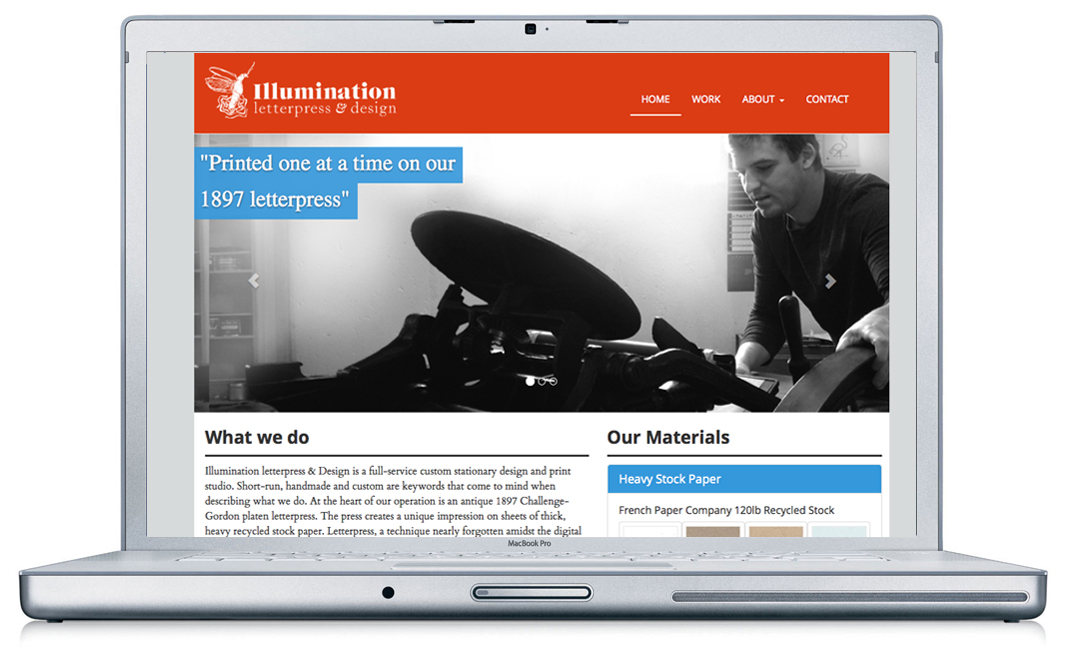 Illumination
letterpress & design
HOME WORK ABOUT CONTACT
"Printed one at a time on our
1897 letterpress"
What we do
Illumination letterpress & Design is a full-service custom stationary design and print
studio. Short-run, handmade and custom are keywords that come to mind when
describing what we do. At the heart of our operation is an antique 1897 Challenge-
Gordon platen letterpress. The press creates a unique impression on sheets of thick,
heavy recycled stock paper. Letterpress, a technique nearly forgotten amidst the digital
Our Materials
Heavy Stock Paper
French Paper Company 120lb Recycled Stock
MacBook Pro